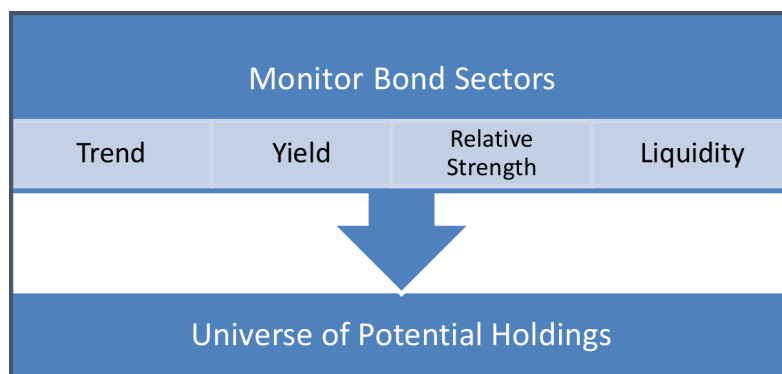 Monitor Bond Sectors
Trend
Yield
Relative
Strength
Liquidity
Universe of Potential Holdings